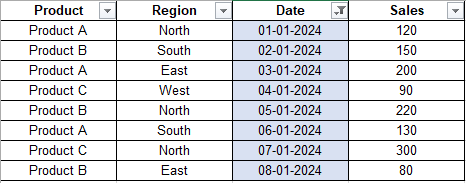 Product Region Date Sales
Product A North 01-01-2024 120
Product B South 02-01-2024 150
Product A East 03-01-2024 200
Product C West 04-01-2024 90
Product B North 05-01-2024 220
Product A South 06-01-2024 130
Product C North 07-01-2024 300
Product B East 08-01-2024 80